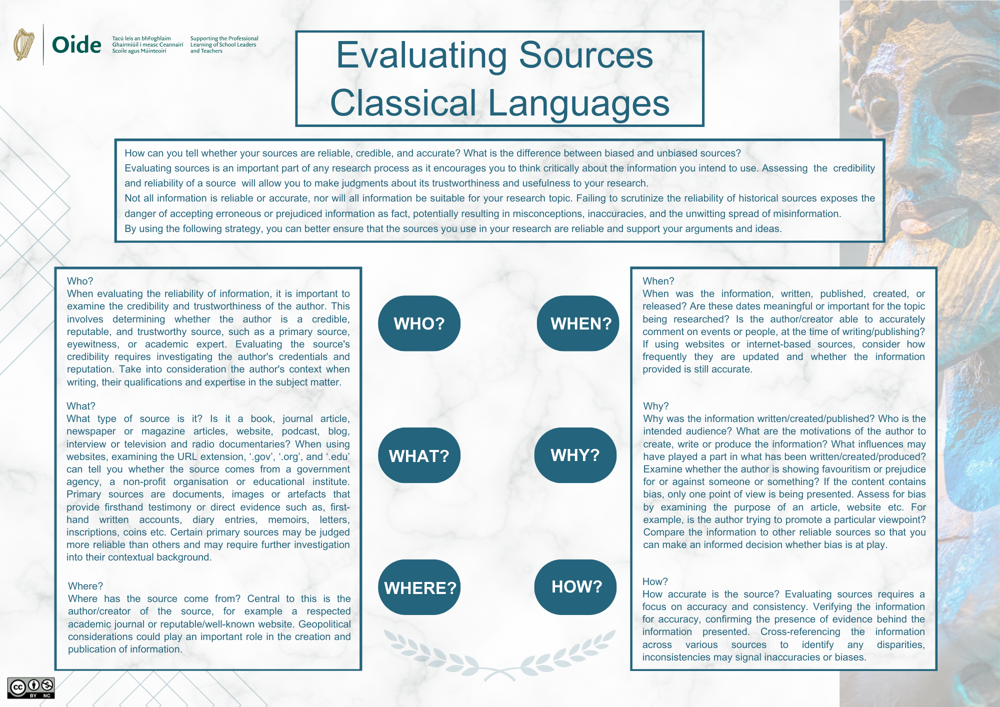 Oide
Tacú leis an bhFoghlaim
Ghairmiúil i measc Ceannairí
Scoile agus Múinteoirí
Supporting the Professional
Learning of School Leaders
and Teachers
Evaluating Sources
Classical Languages
How can you tell whether your sources are reliable, credible, and accurate? What is the difference between biased and unbiased sources?
Evaluating sources is an important part of any research process as it encourages you to think critically about the information you intend to use. Assessing the credibility
and reliability of a source will allow you to make judgments about its trustworthiness and usefulness to your research.
Not all information is reliable or accurate, nor will all information be suitable for your research topic. Failing to scrutinize the reliability of historical sources exposes the
danger of accepting erroneous or prejudiced information as fact, potentially resulting in misconceptions, inaccuracies, and the unwitting spread of misinformation.
By using the following strategy, you can better ensure that the sources you use in your research are reliable and support your arguments and ideas.
Who?
When evaluating the reliability of information, it is important to
examine the credibility and trustworthiness of the author. This
involves determining whether the author is a credible,
reputable, and trustworthy source, such as a primary source,
eyewitness, or academic expert. Evaluating the source's
credibility requires investigating the author's credentials and
reputation. Take into consideration the author's context when
writing, their qualifications and expertise in the subject matter.
What?
What type of source is it? Is it a book, journal article,
newspaper or magazine articles, website, podcast, blog,
interview or television and radio documentaries? When using
websites, examining the URL extension, ‘.gov’, ‘.org’, and ‘.edu’
can tell you whether the source comes from a government
agency, a non-profit organisation or educational institute.
Primary sources are documents, images or artefacts that
provide firsthand testimony or direct evidence such as, first-
hand written accounts, diary entries, memoirs, letters,
inscriptions, coins etc. Certain primary sources may be judged
more reliable than others and may require further investigation
into their contextual background.
Where?
Where has the source come from? Central to this is the
author/creator of the source, for example a respected
academic journal or reputable/well-known website. Geopolitical
considerations could play an important role in the creation and
publication of information.
WHO?
WHEN?
WHAT?
WHY?
WHERE?
HOW?
When?
When was the information, written, published, created, or
released? Are these dates meaningful or important for the topic
being researched? Is the author/creator able to accurately
comment on events or people, at the time of writing/publishing?
If using websites or internet-based sources, consider how
frequently they are updated and whether the information
provided is still accurate.
Why?
Why was the information written/created/published? Who is the
intended audience? What are the motivations of the author to
create, write or produce the information? What influences may
have played a part in what has been written/created/produced?
Examine whether the author is showing favouritism or prejudice
for or against someone or something? If the content contains
bias, only one point of view is being presented. Assess for bias
by examining the purpose of an article, website etc. For
example, is the author trying to promote a particular viewpoint?
Compare the information to other reliable sources so that you
can make an informed decision whether bias is at play.
How?
How accurate is the source? Evaluating sources requires a
focus on accuracy and consistency. Verifying the information
for accuracy, confirming the presence of evidence behind the
information presented. Cross-referencing the information
across various sources to identify any disparities,
inconsistencies may signal inaccuracies or biases.
cc
BY NC